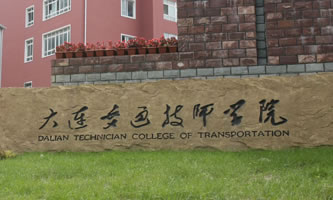 大连交通技师学院
DALIAN TECHNICIAN COLLEGE OF TRANSPORTATION